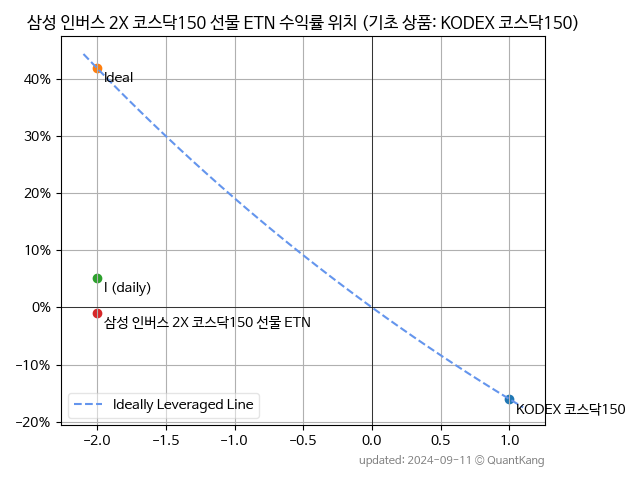 삼성 인버스 2X 코스닥150 선물 ETN 수익률 위치 (기초 상품: KODEX 코스닥150)
40%
Ideal
30%
20%
10%
I (daily)
0%
삼성 인버스 2X 코스닥150 선물 ETN
−10%
Ideally Leveraged Line
KODEX 코스닥150
−20%
−2.0 −1.5 −1.0 −0.5 0.0 0.5 1.0
updated: 2024-09-11 © QuantKang